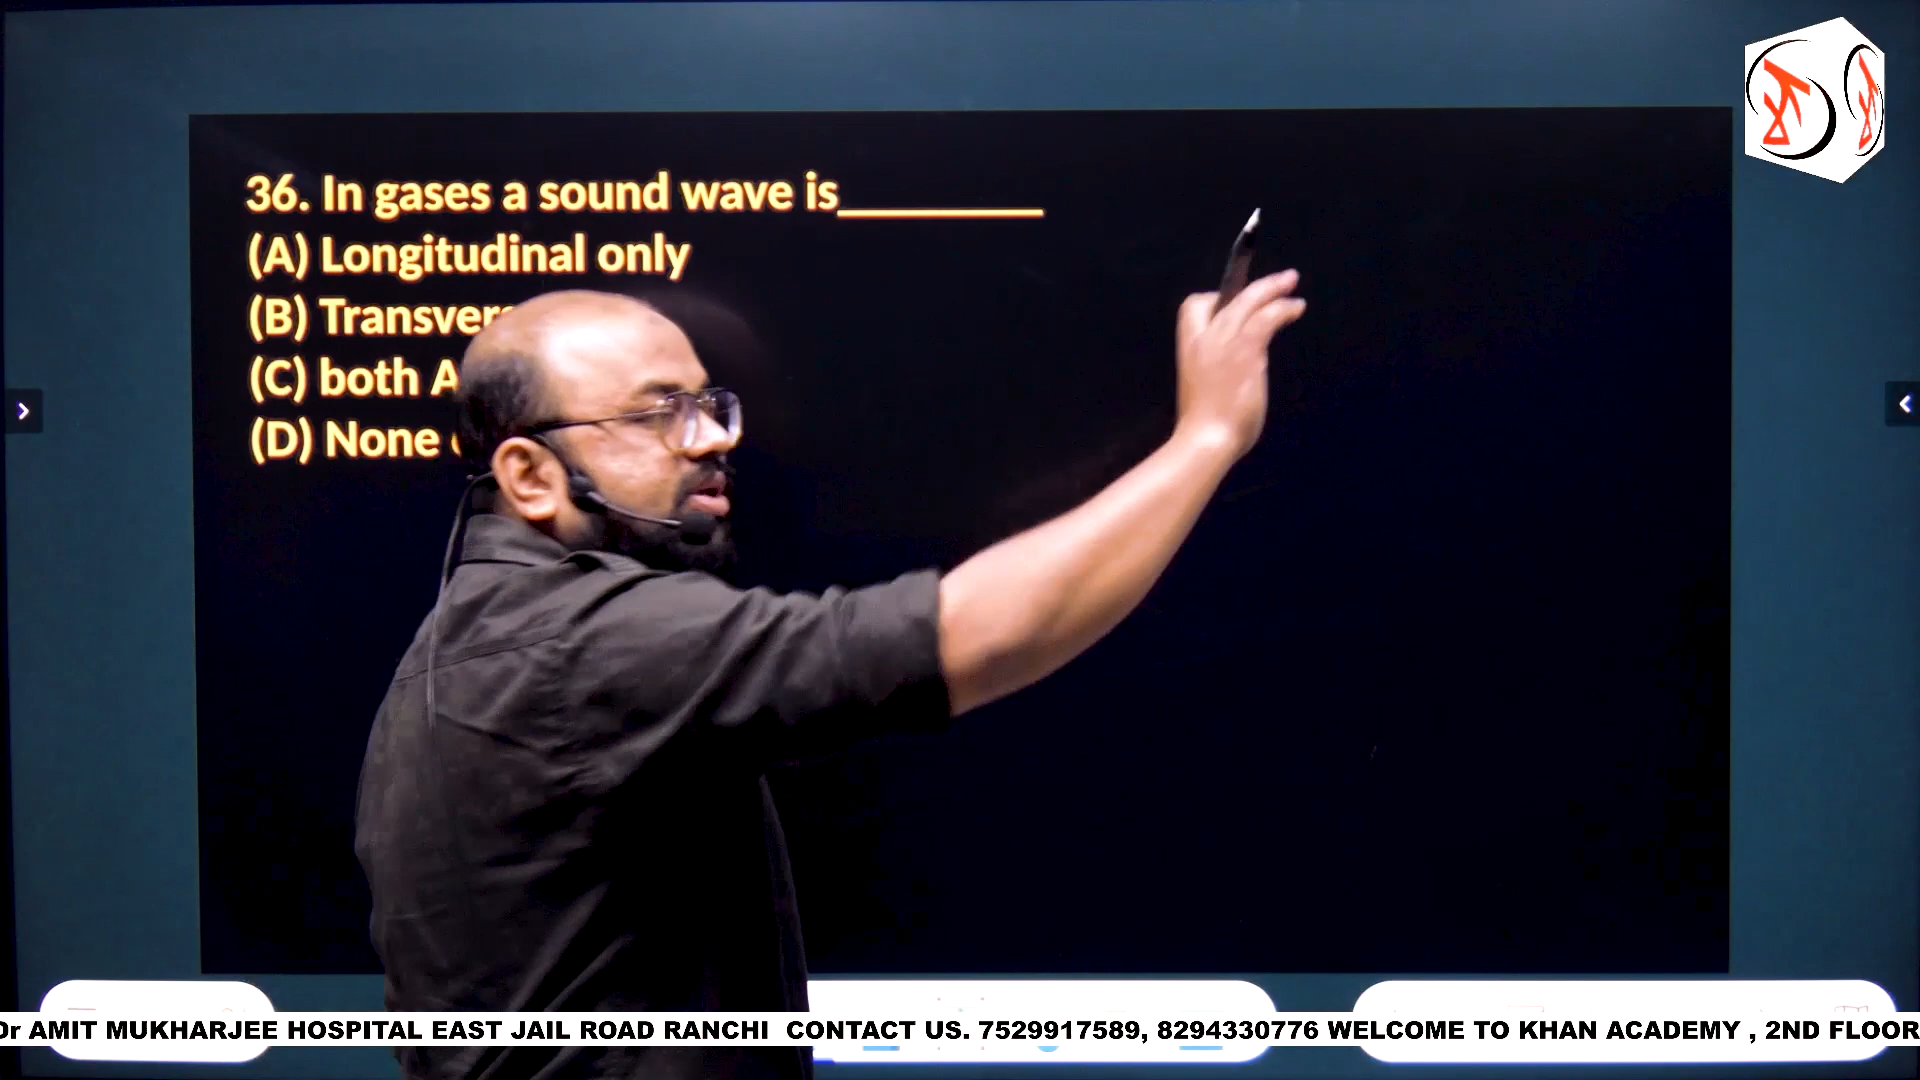 36. In gases a sound wave is________
(A) Longitudinal only
(B)
(C) both A
(D) None
Dr AMIT MUKHARJEE HOSPITAL EAST JAIL ROAD RANCHI CONTACT US. 7529917589, 8294330776 WELCOME TO KHAN ACADEMY , 2ND FLOOR